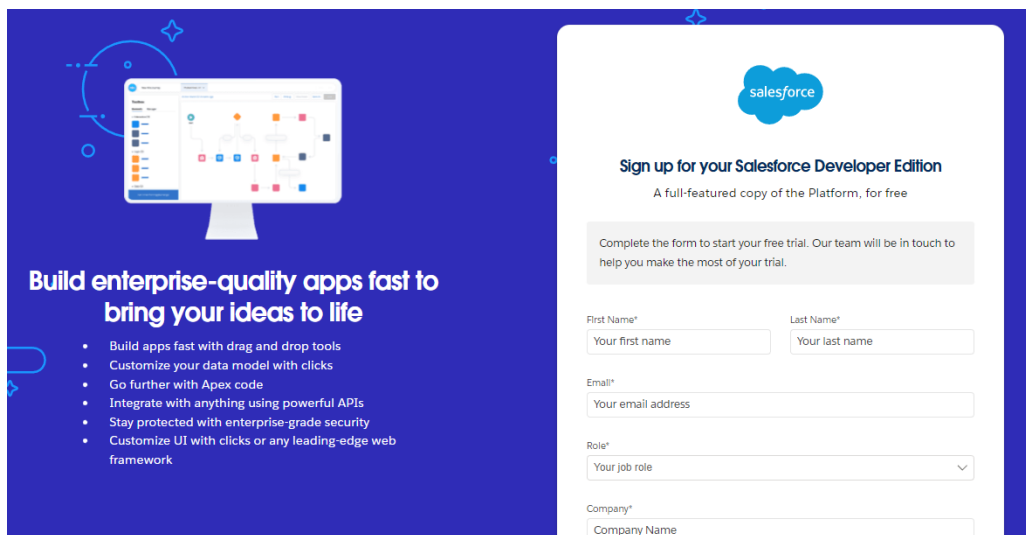 Build enterprise-quality apps fast to
bring your ideas to life
• Build apps fast with drag and drop tools
• Customize your data model with clicks
• Go further with Apex code
• Integrate with anything using powerful APIs
• Stay protected with enterprise-grade security
• Customize UI with clicks or any leading-edge web
framework
salesforce
Sign up for your Salesforce Developer Edition
A full-featured copy of the Platform, for free
Complete the form to start your free trial. Our team will be in touch to
help you make the most of your trial.
First Name* Last Name*
Your first name Your last name
Email*
Your email address
Role*
Your job role
Company*
Company Name